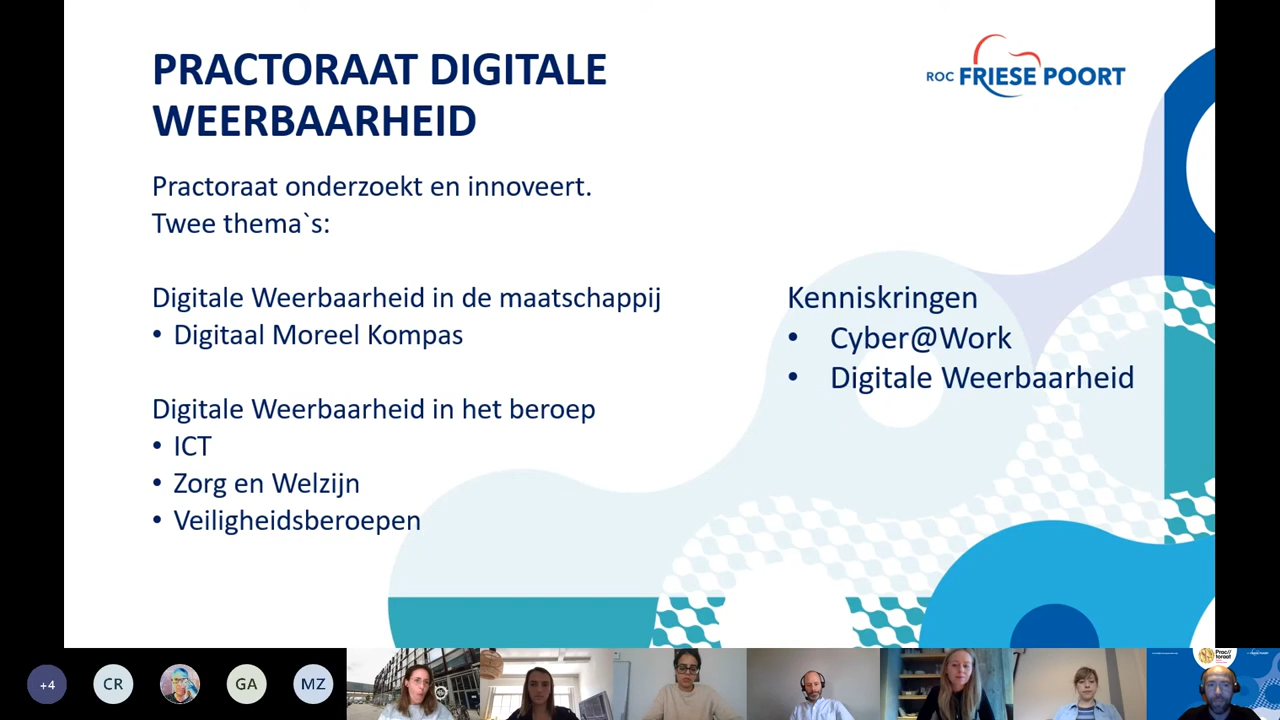 PRACTORAAT DIGITALE
WEERBAARHEID
ROC FRIESE POORT
Practoraat onderzoekt en innoveert.
Twee thema`s:
Digitale Weerbaarheid in de maatschappij
• Digitaal Moreel Kompas
Digitale Weerbaarheid in het beroep
• ICT
• Zorg en Welzijn
• Veiligheidsberoepen
Kenniskringen
• Cyber@Work
• Digitale Weerbaarheid
+4
CR
GA
MZ